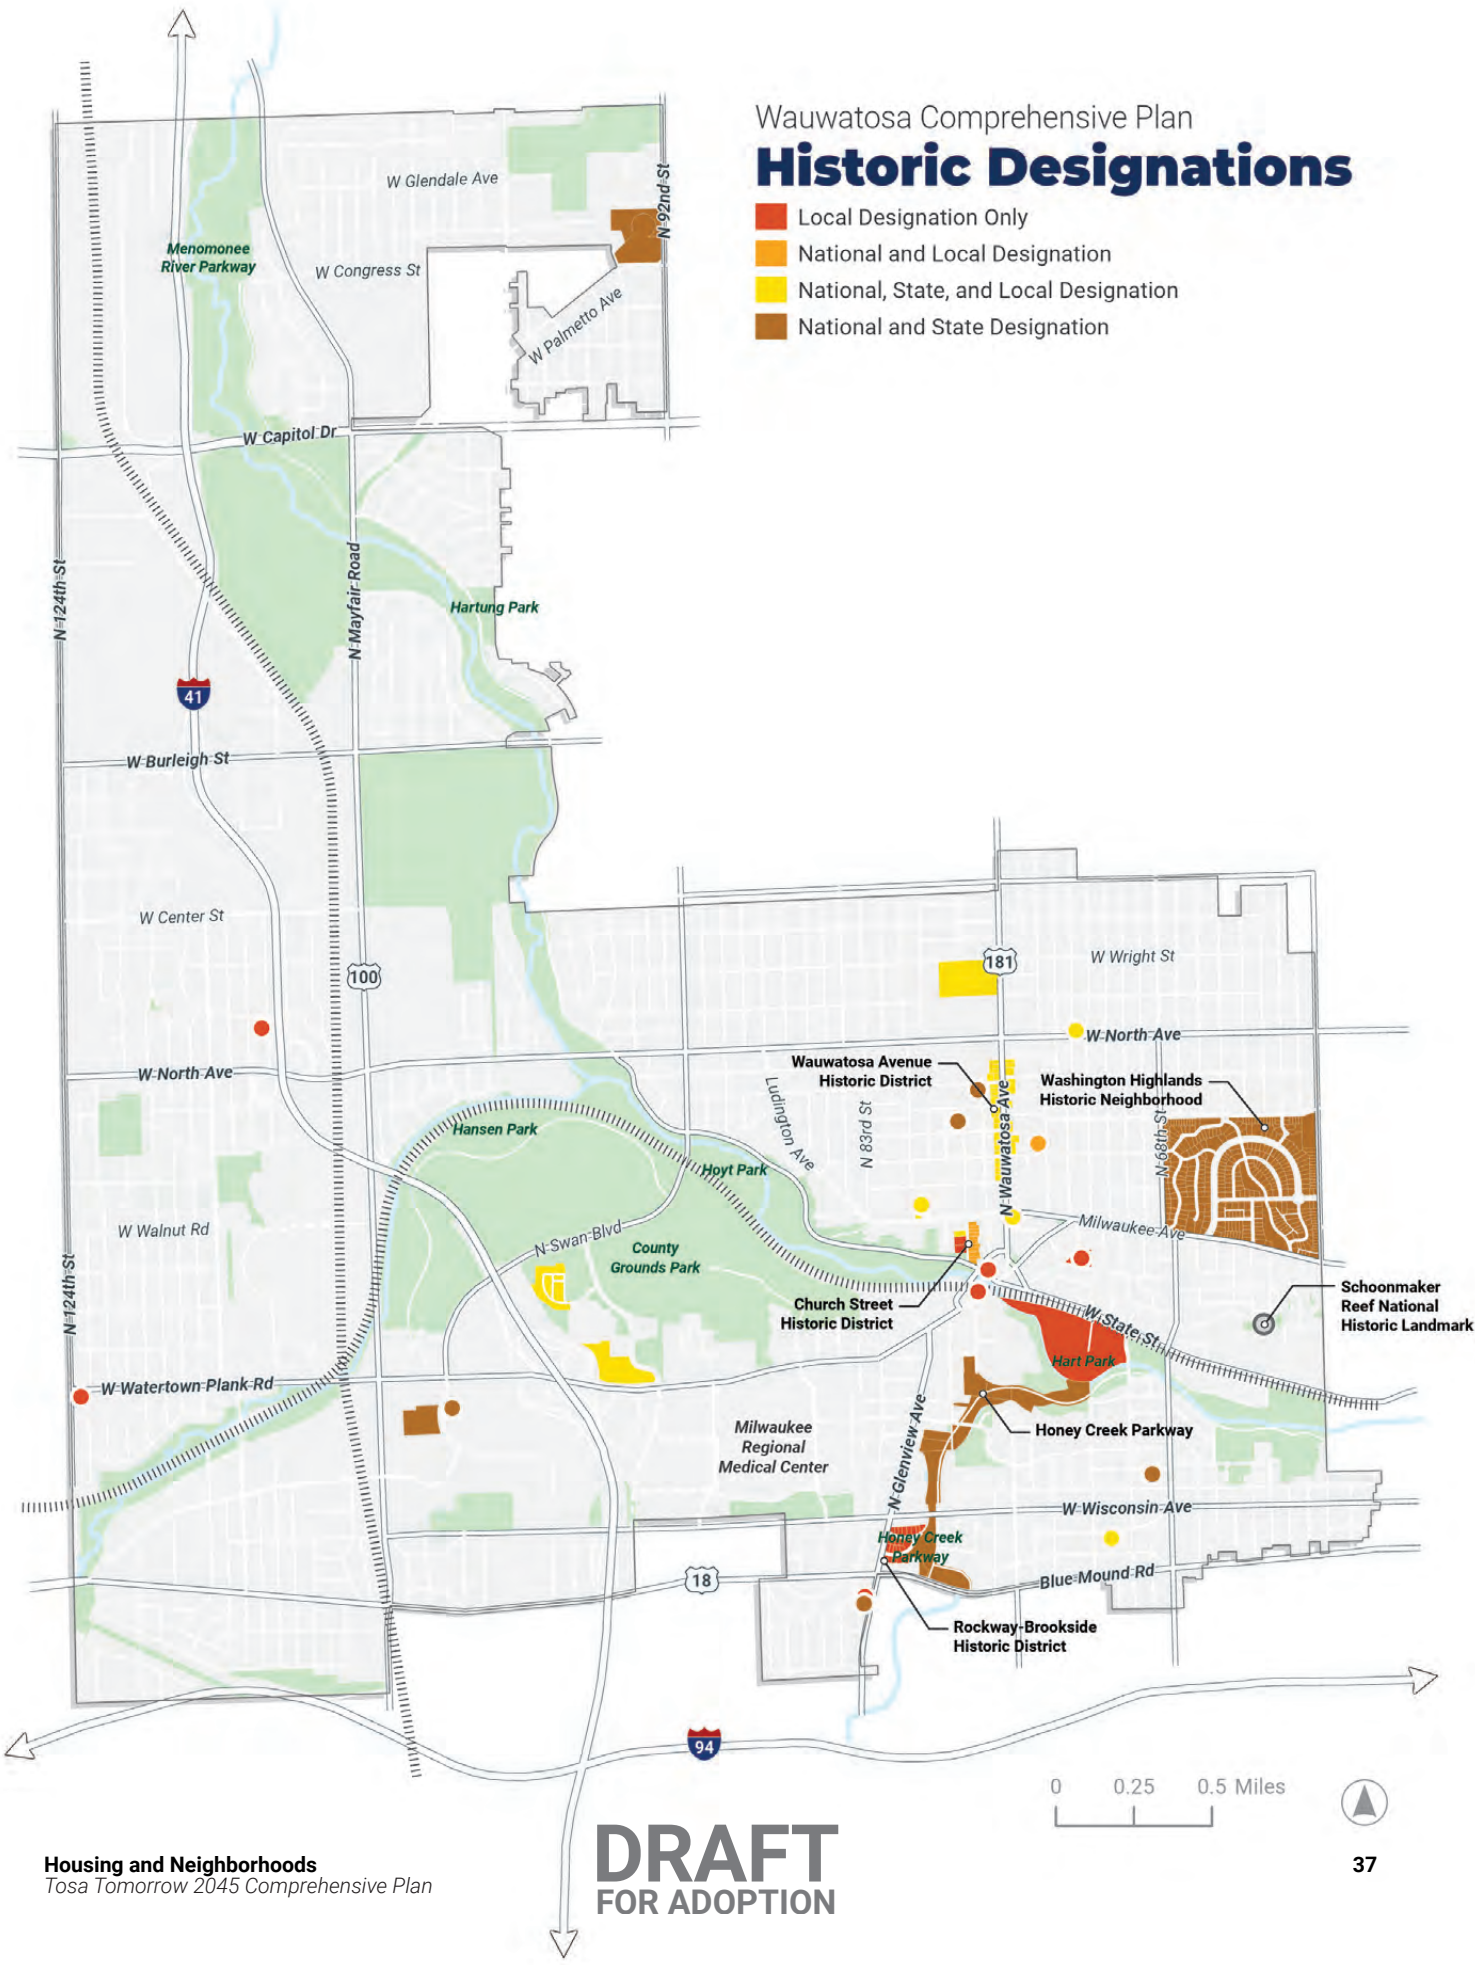 Wauwatosa Comprehensive Plan
Historic Designations
Local Designation Only
National and Local Designation
National, State, and Local Designation
National and State Designation
W Glendale Ave
N 92nd St
Menomonee
River Parkway
W Congress St
W Palmetto Ave
W Capitol Dr
N 124th St
N Mayfair Road
Hartung Park
41
W Burleigh St
W Center St
100
181
W Wright St
W North Ave
W North Ave
Wauwatosa Avenue
Historic District
Washington Highlands
Historic Neighborhood
Ludington Ave
N 83rd St
N Wauwatosa Ave
N 68th St
Hansen Park
Hoyt Park
W Walnut Rd
N Swan Blvd
County
Grounds Park
Milwaukee Ave
N 124th St
Church Street
Historic District
W State St
Schoonmaker
Reef National
Historic Landmark
Hart Park
W Watertown Plank Rd
Milwaukee
Regional
Medical Center
N Glenview Ave
Honey Creek Parkway
W Wisconsin Ave
Honey Creek
Parkway
18
Blue Mound Rd
Rockway-Brookside
Historic District
94
0 0.25 0.5 Miles
Housing and Neighborhoods
Tosa Tomorrow 2045 Comprehensive Plan
DRAFT
FOR ADOPTION
37